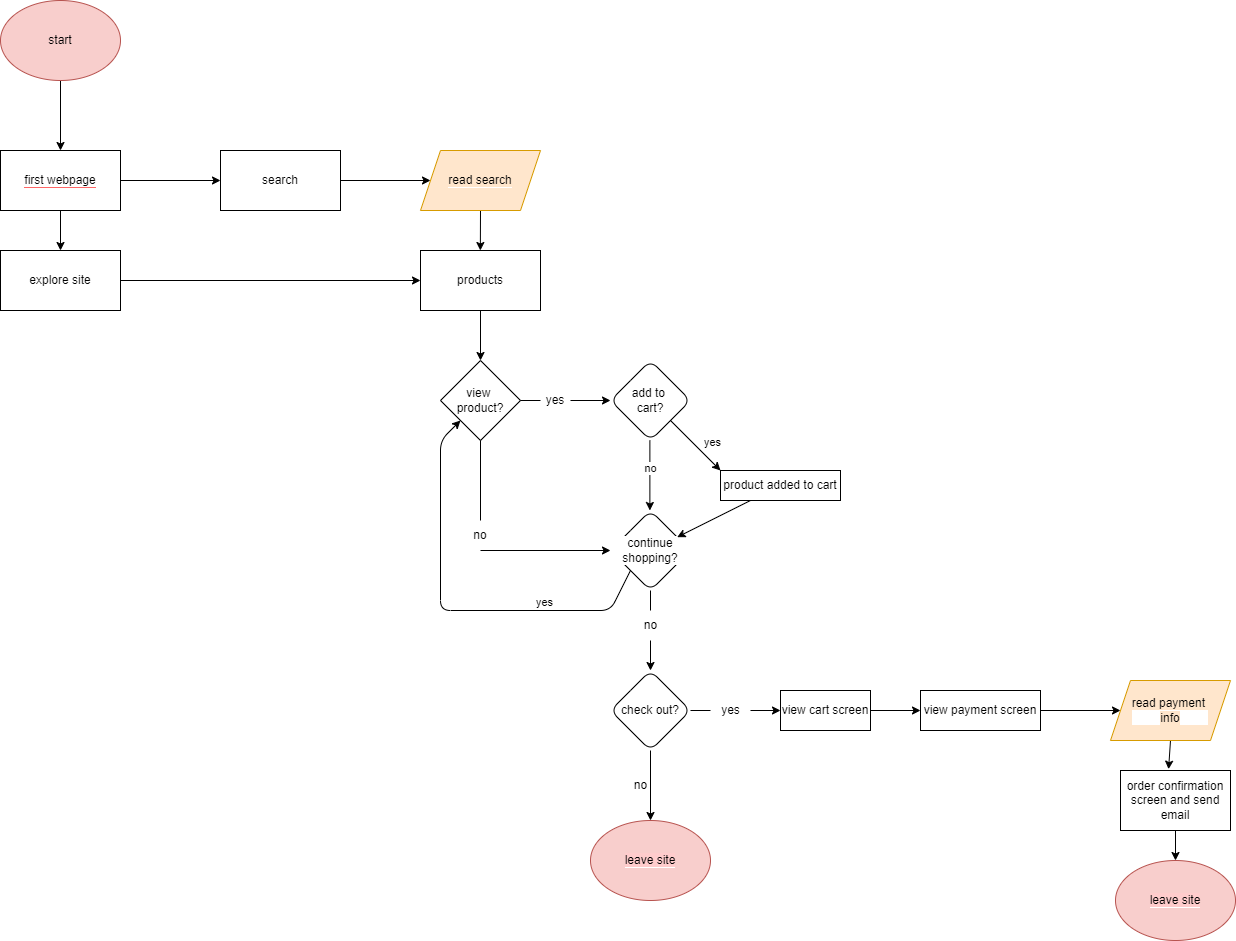 start
first webpage
search
read search
explore site
products
view
product?
yes
add to
cart?
yes
no
product added to cart
no
continue
shopping?
yes
no
check out?
yes
view cart screen
view payment screen
read payment
info
no
order confirmation
screen and send
email
leave site
leave site